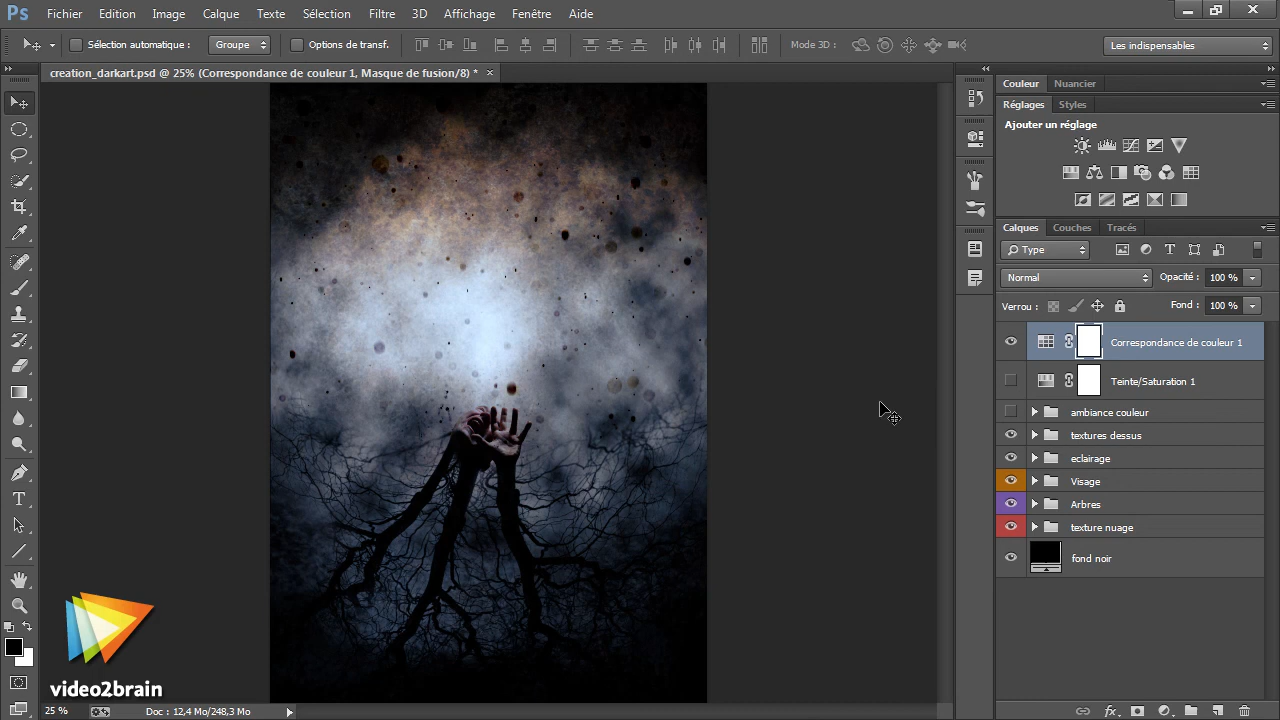 Ps Fichier Edition Image Calque Texte Sélection Filtre 3D Affichage Fenêtre Aide
Sélection automatique : Groupe Options de transf. Mode 3D : Les indispensables
creation_darkart.psd @ 25% (Correspondance de couleur 1, Masque de fusion/8) * ×
Couleur Nuancier
Réglages Styles
Ajouter un réglage
Calques Couches Tracés
Type
Normal Opacité : 100 %
Verrou : Fond : 100 %
Correspondance de couleur 1
Teinte/Saturation 1
ambiance couleur
textures dessus
eclairage
Visage
Arbres
texture nuage
fond noir
video2brain
25 % Doc : 12,4 Mo/248,3 Mo